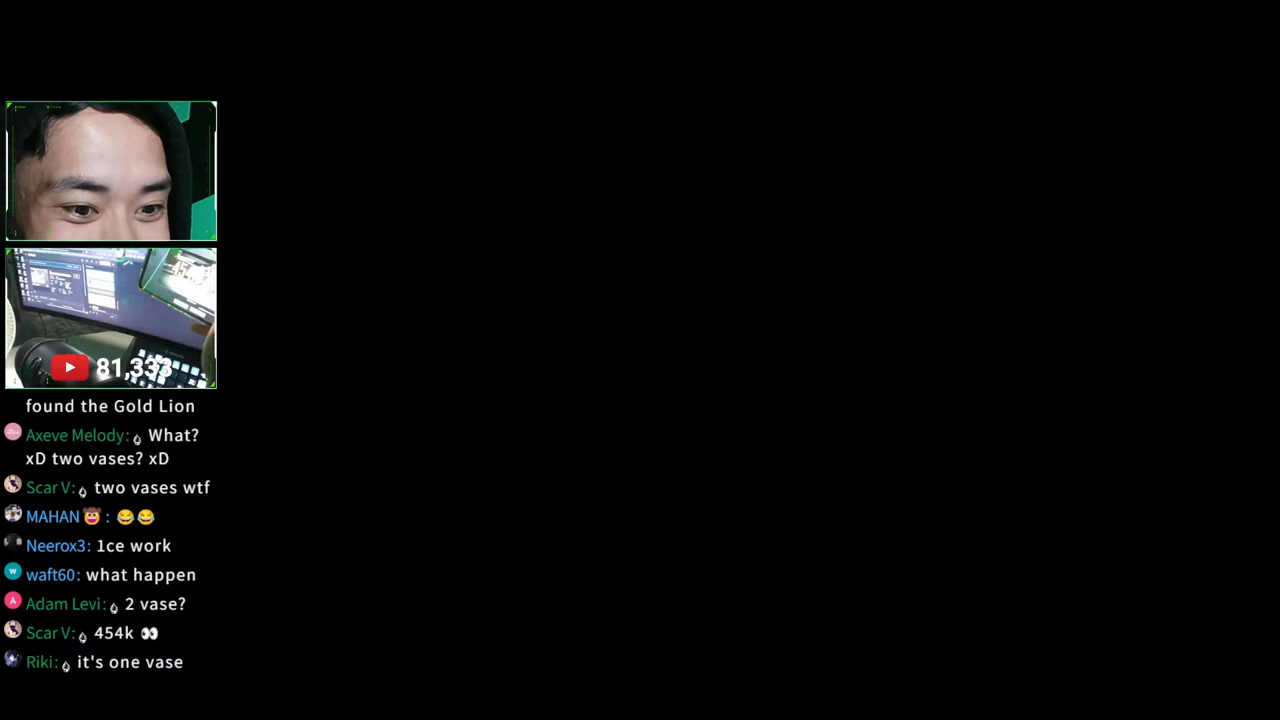 81,333
found the Gold Lion
Axeve Melody: What?
xD two vases? xD
Scar V: two vases wtf
MAHAN🤠 : 😂😂
Neerox3: 1ce work
w waft60: what happen
A Adam Levi: 2 vase?
Scar V: 454k 👀
Riki: it's one vase